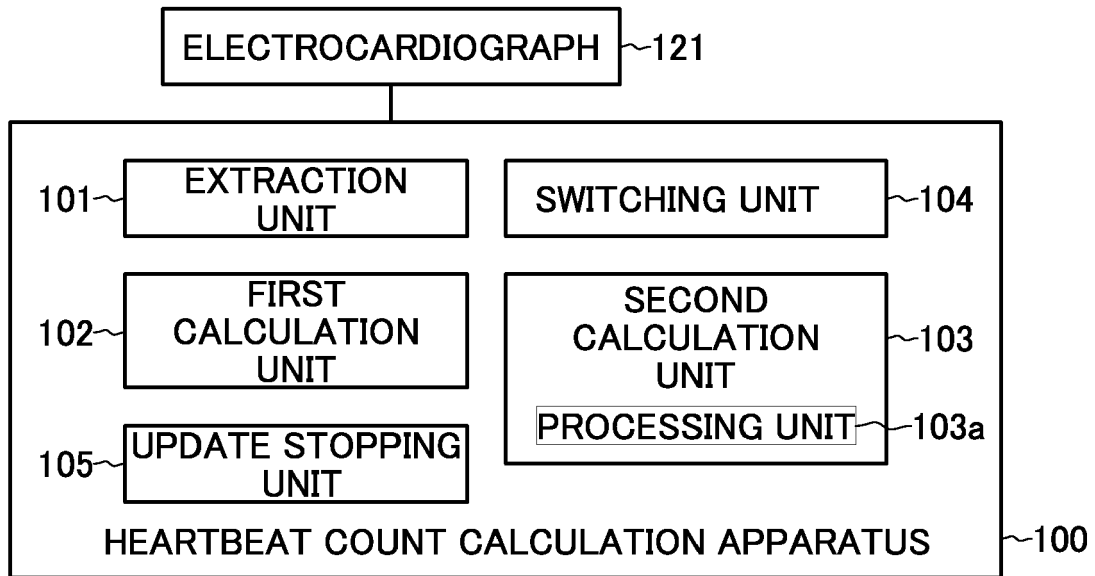 ELECTROCARDIOGRAPH 121
101 EXTRACTION UNIT
SWITCHING UNIT 104
102 FIRST CALCULATION UNIT
SECOND CALCULATION UNIT 103
PROCESSING UNIT 103a
105 UPDATE STOPPING UNIT
HEARTBEAT COUNT CALCULATION APPARATUS 100